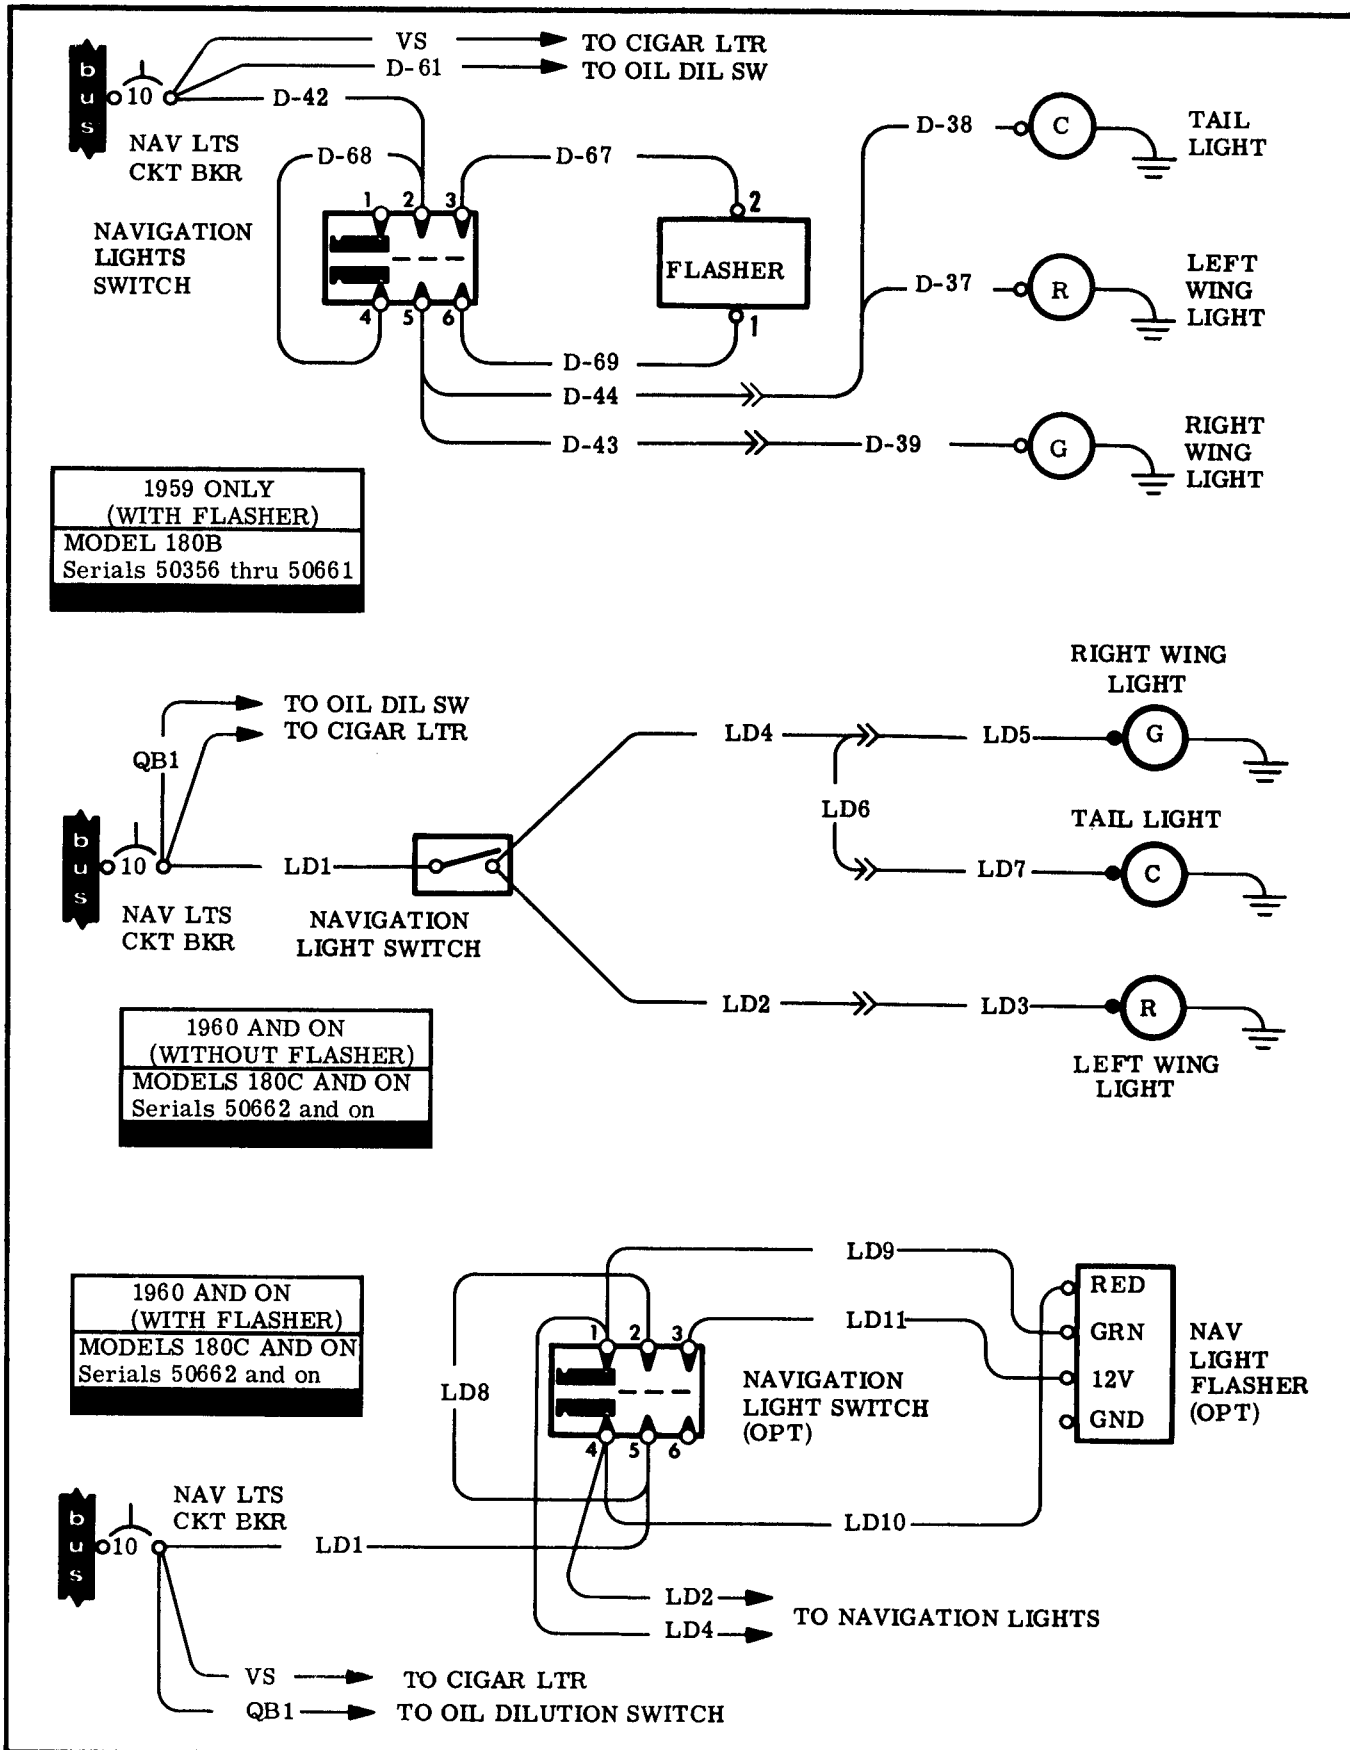 VS
TO CIGAR LTR
D-61
TO OIL DIL SW
bus
10
D-42
NAV LTS
CKT BKR
D-38
C
TAIL
LIGHT
D-68
D-67
1 2 3
2
NAVIGATION
LIGHTS
SWITCH
FLASHER
4 5 6
1
D-37
R
LEFT
WING
LIGHT
D-69
D-44
D-43
D-39
G
RIGHT
WING
LIGHT
1959 ONLY
(WITH FLASHER)
MODEL 180B
Serials 50356 thru 50661
TO OIL DIL SW
TO CIGAR LTR
QB1
bus
10
NAV LTS
CKT BKR
LD1
NAVIGATION
LIGHT SWITCH
LD4
LD5
RIGHT WING
LIGHT
G
LD6
TAIL LIGHT
LD7
C
LD2
LD3
R
LEFT WING
LIGHT
1960 AND ON
(WITHOUT FLASHER)
MODELS 180C AND ON
Serials 50662 and on
1960 AND ON
(WITH FLASHER)
MODELS 180C AND ON
Serials 50662 and on
LD9
LD11
LD8
1 2 3
4 5 6
NAVIGATION
LIGHT SWITCH
(OPT)
RED
GRN
12V
GND
NAV
LIGHT
FLASHER
(OPT)
bus
10
NAV LTS
CKT BKR
LD1
LD10
LD2
LD4
TO NAVIGATION LIGHTS
VS
TO CIGAR LTR
QB1
TO OIL DILUTION SWITCH